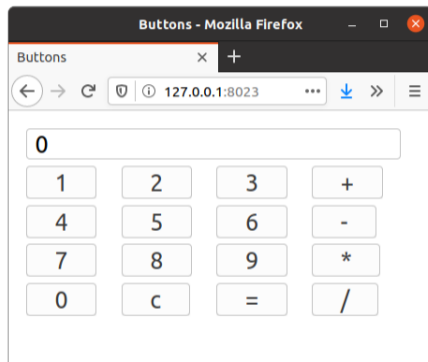 Buttons - Mozilla Firefox
Buttons
127.0.0.1:8023
0
1 2 3 +
4 5 6 -
7 8 9 *
0 c = /